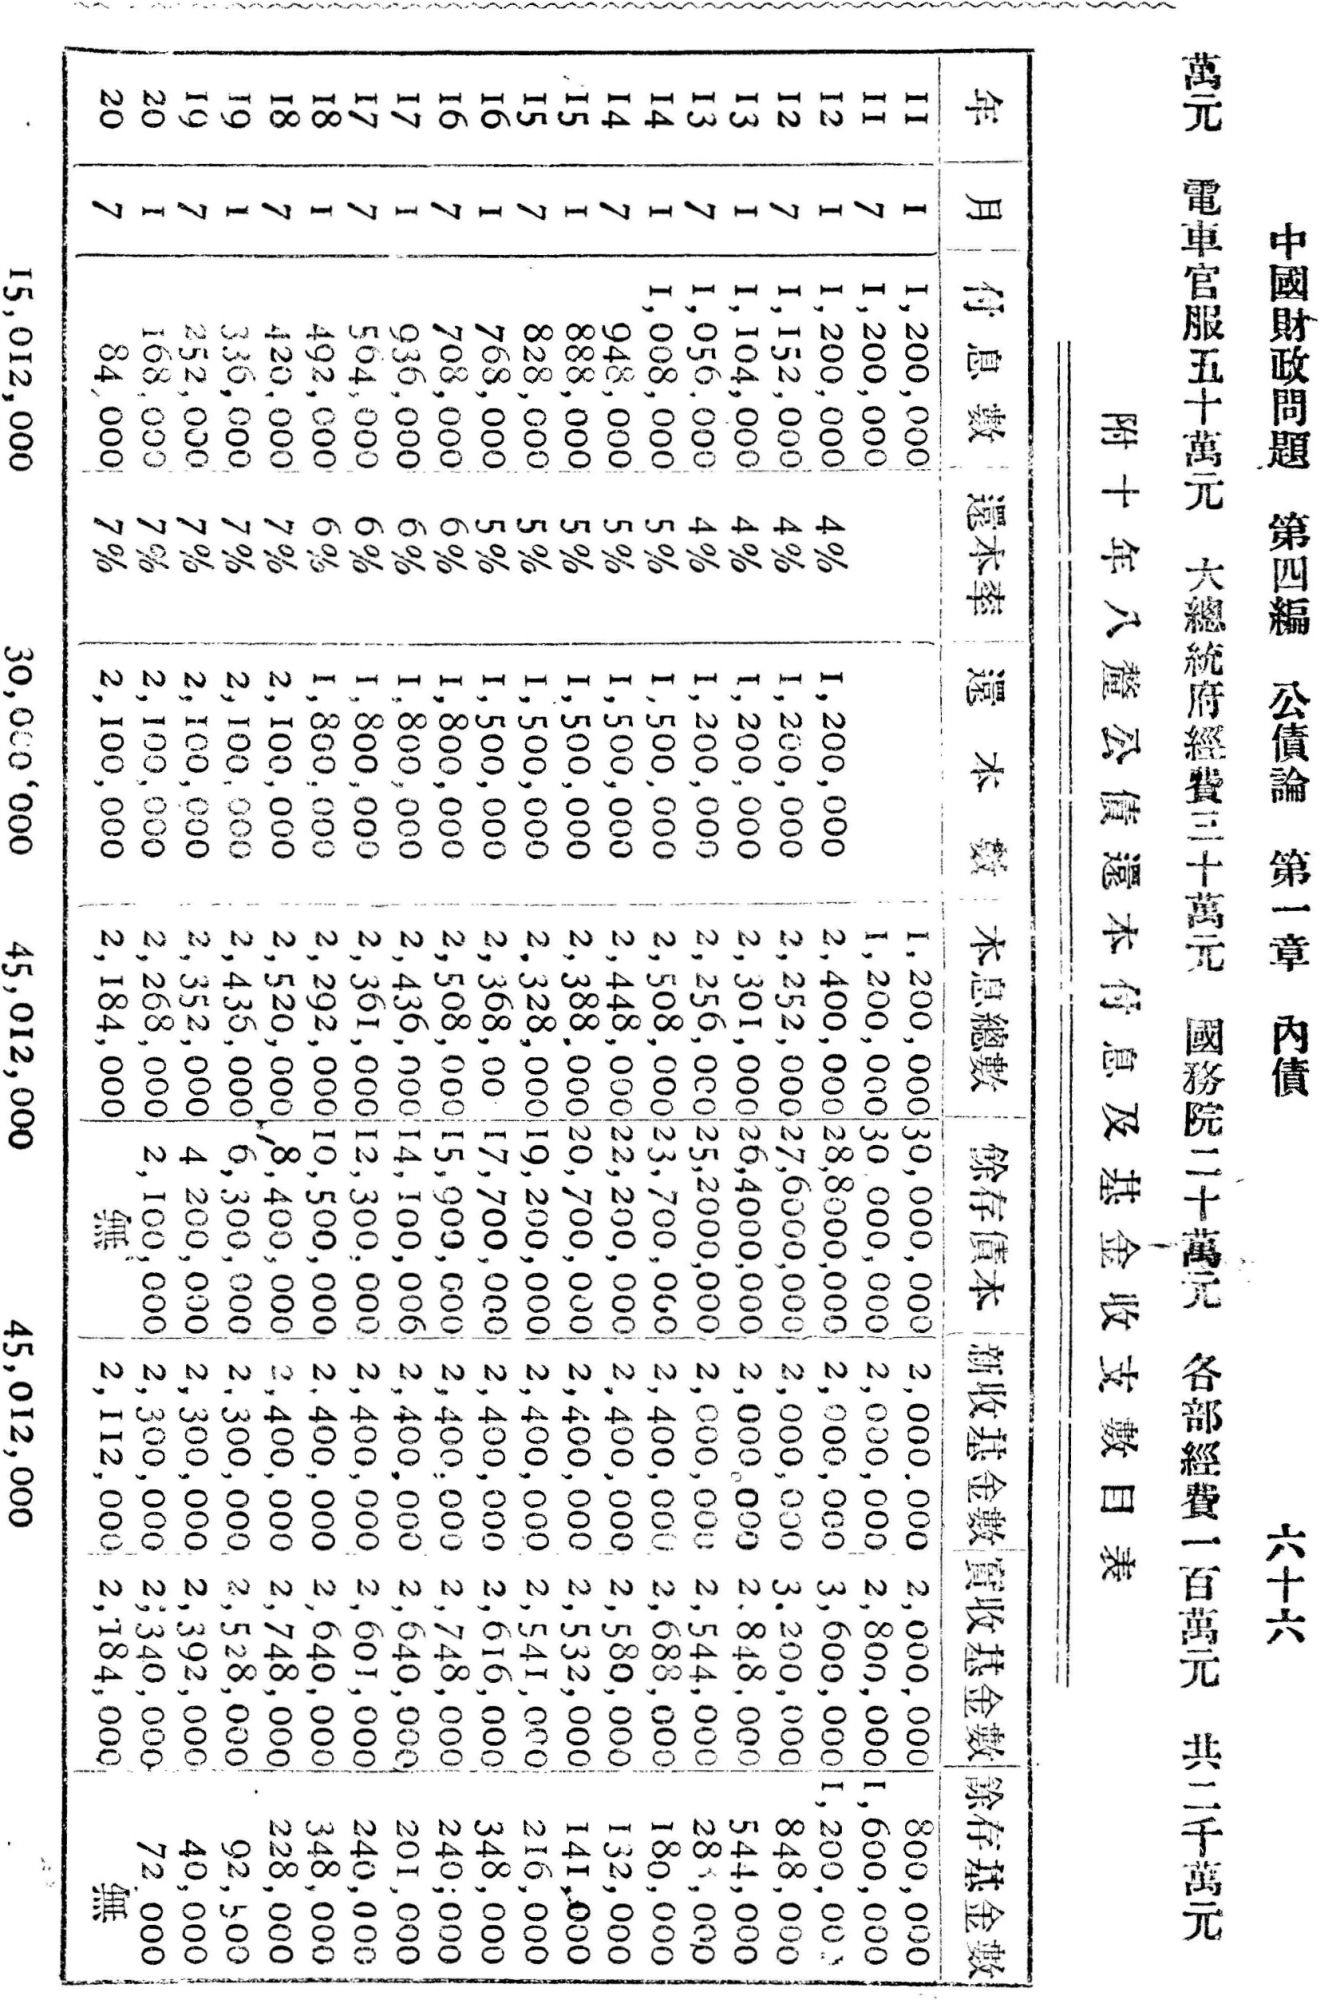 中國財政問題 第四編 公債論 第一章 內債 六十六
萬元 電車官服五十萬元 大總統府經費三十萬元 國務院二十萬元 各部經費一百萬元 共二千萬元
附十年八釐公債還本付息及基金收支數目表
年 月 付息數 還本率 還本數 本息總數 餘存債本 新收基金數 實收基金數 餘存基金數
11 1 1,200,000 1,200,000 30,000,000 2,000,000 2,000,000 800,000
11 7 1,200,000 1,200,000 30 000,000 2,000,000 2,800,000 1,600,000
12 1 1,200,000 4% 1,200,000 2,400,000 28,8000,000 2,000,000 3,600,000 1,200,000
12 7 1,152,000 4% 1,200,000 2,252,000 27,6000,000 2,000,000 3,200,000 848,000
13 1 1,104,000 4% 1,200,000 2,301,000 26,4000,000 2,000,000 2,848,000 544,000
13 7 1,056,000 4% 1,200,000 2,256,000 25,2000,000 2,000,000 2,544,000
14 1 1,008,000 5% 1,500,000 2,508,000 23,700,000 2,400,000 2,688,000 180,000
14 7 948,000 5% 1,500,000 2,448,000 22,200,000 2,400,000 2,580,000 132,000
15 1 888,000 5% 1,500,000 2,388,000 20,700,000 2,400,000 2,532,000 141,000
15 7 828,000 5% 1,500,000 2,328,000 19,200,000 2,400,000 2,541,000 216,000
16 1 768,000 5% 1,500,000 2,368,00 17,700,000 2,400,000 2,616,000 348,000
16 7 708,000 6% 1,800,000 2,508,000 15,900,000 2,400,000 2,748,000 240,000
17 1 936,000 6% 1,800,000 2,436,000 14,100,006 2,400,000 2,640,000 201,000
17 7 564,000 6% 1,800,000 2,361,000 12,300,000 2,400,000 2,601,000 240,000
18 1 492,000 6% 1,800,000 2,292,000 10,500,000 2,400,000 2,640,000 348,000
18 7 420,000 7% 2,100,000 2,520,000 8,400,000 2,400,000 2,748,000 228,000
19 1 336,000 7% 2,100,000 2,436,000 6,300,000 2,300,000 2,528,000 92,500
19 7 252,000 7% 2,100,000 2,352,000 4 200,000 2,300,000 2,392,000 40,000
20 1 168,000 7% 2,100,000 2,268,000 2,100,000 2,300,000 2,340,000 72,000
20 7 84,000 7% 2,100,000 2,184,000 無 2,112,000 2,184,000 無
15,012,000 30,000,000 45,012,000 45,012,000